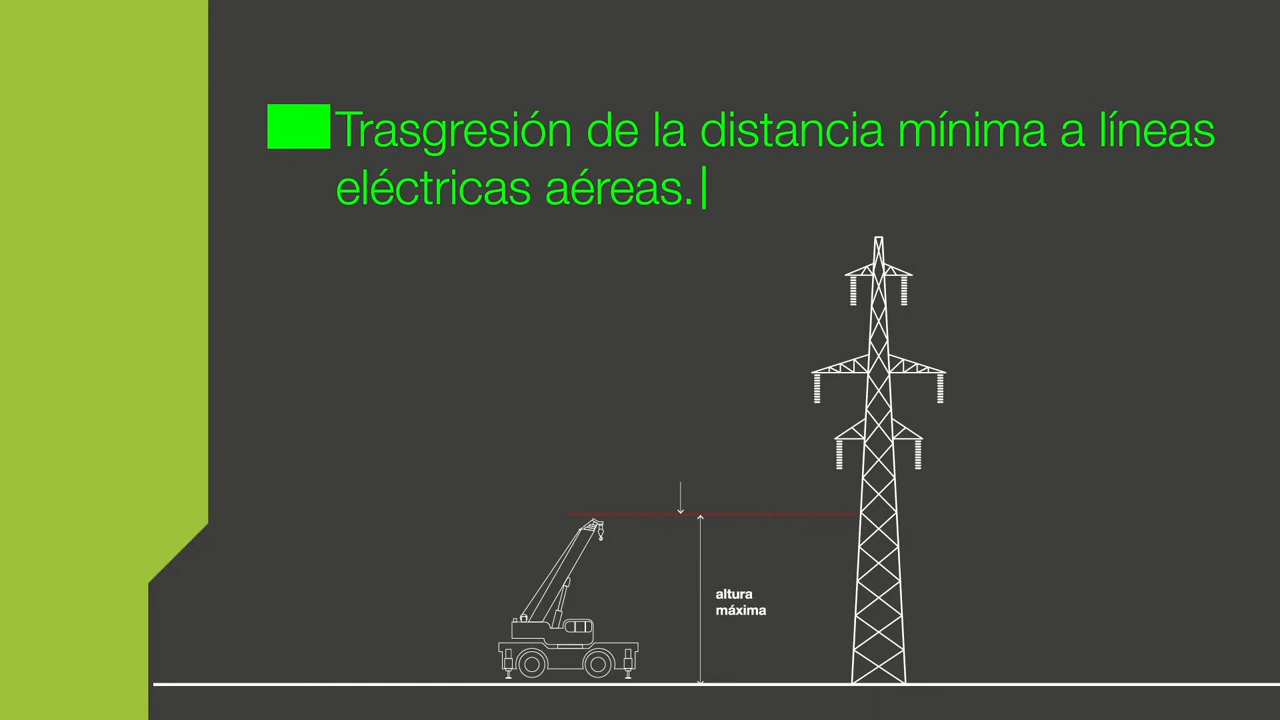 Trasgresión de la distancia mínima a líneas
eléctricas aéreas.
altura
máxima